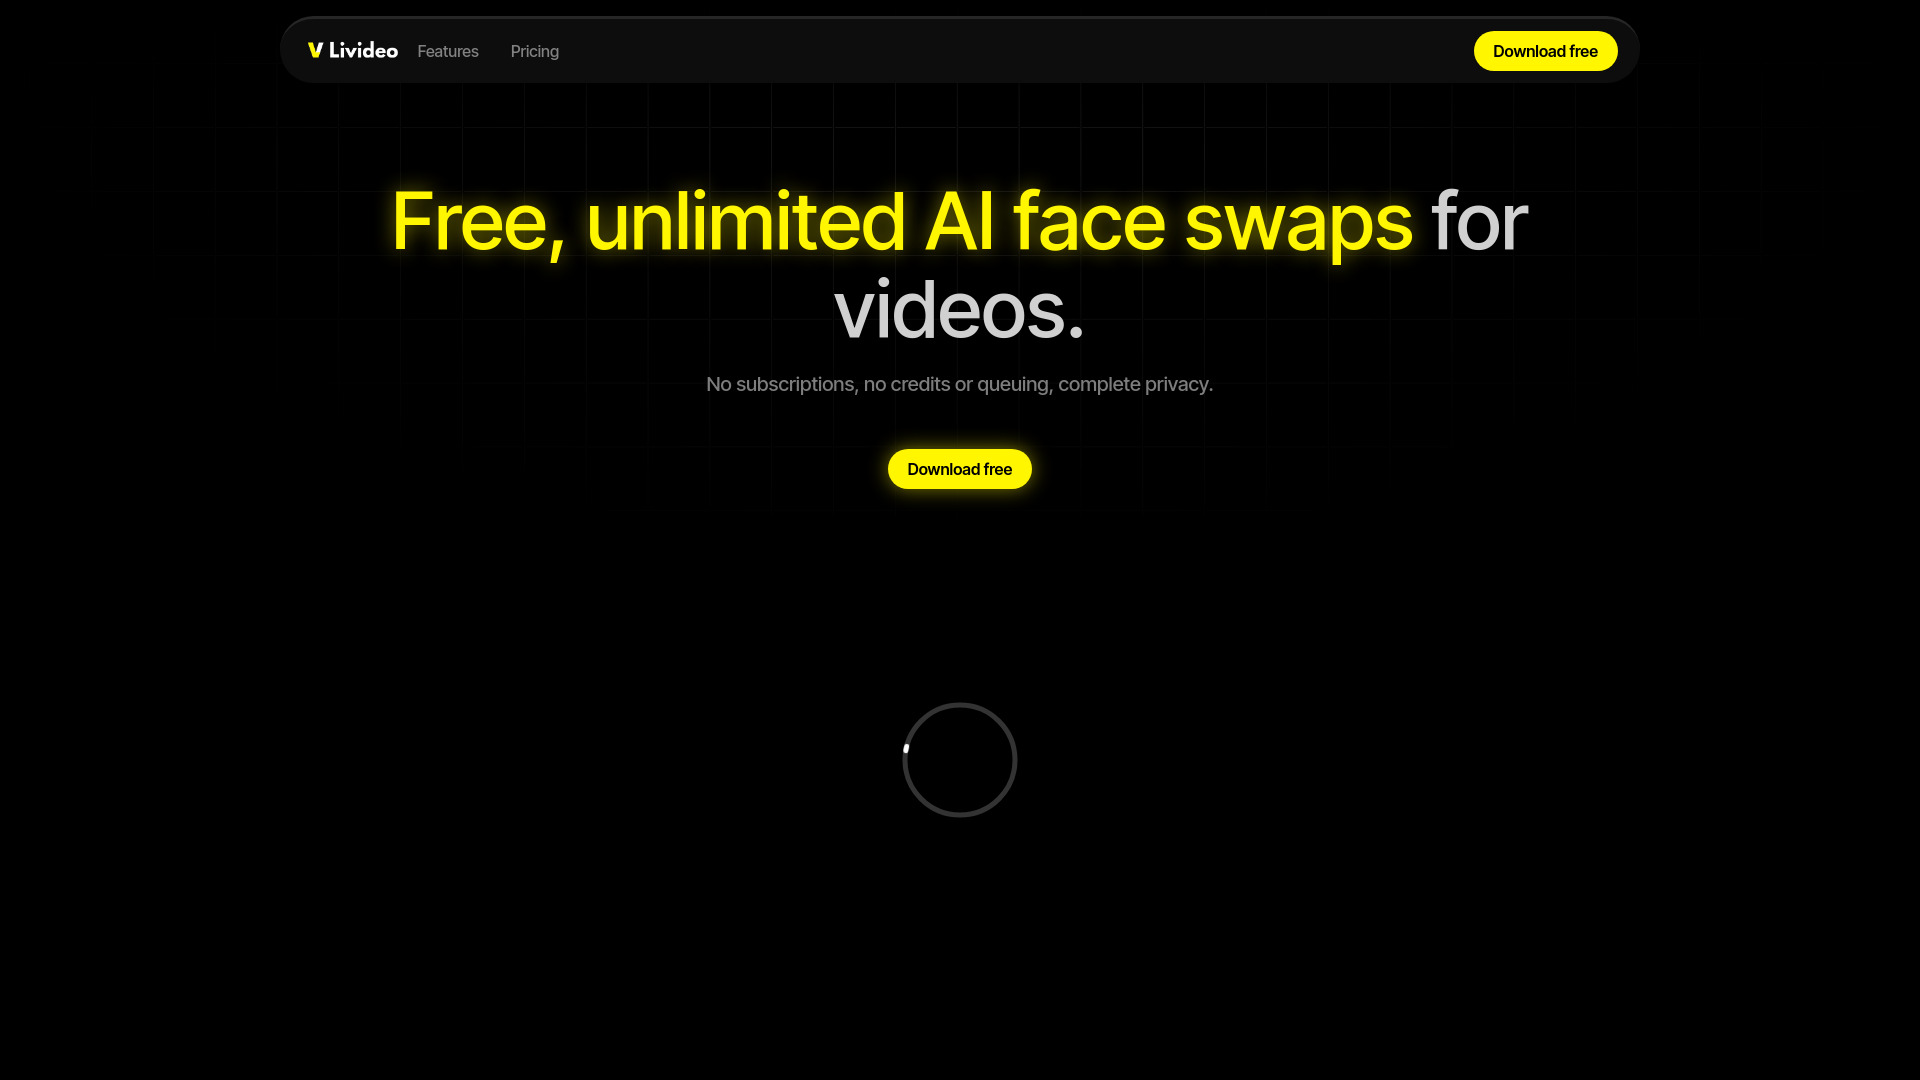 Livideo Features Pricing Download free
Free, unlimited AI face swaps for
videos.
No subscriptions, no credits or queuing, complete privacy.
Download free